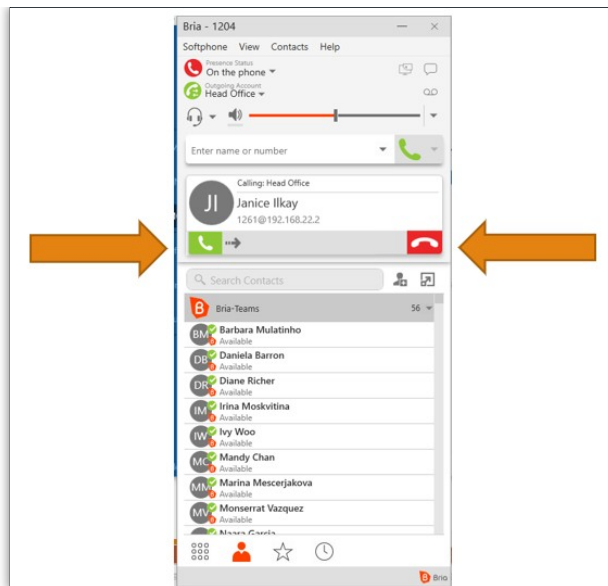 Bria - 1204
Softphone View Contacts Help
Presence Status
On the phone
Outgoing Account
Head Office
Enter name or number
Calling: Head Office
JI
Janice Ilkay
1261@192.168.22.2
Search Contacts
B Bria-Teams 56
BM Barbara Mulatinho
Available
DB Daniela Barron
Available
DR Diane Richer
Available
IM Irina Moskvitina
Available
IW Ivy Woo
Available
MC Mandy Chan
Available
MM Marina Mescerjakova
Available
MV Monserrat Vazquez
Available
Naara Garcia
Bria